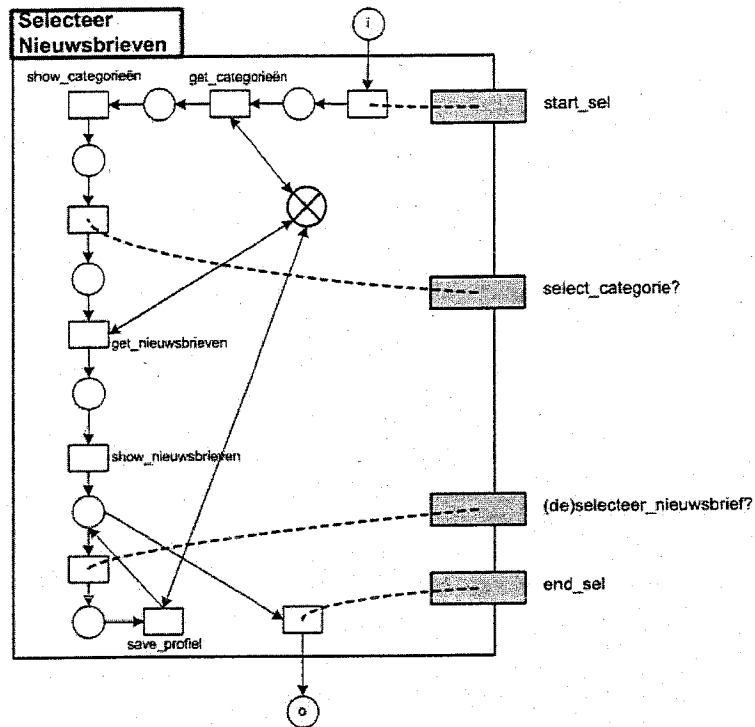 Selecteer
Nieuwsbrieven
i
show_categorieën
get_categorieën
start_sel
select_categorie?
get_nieuwsbrieven
show_nieuwsbrieven
(de)selecteer_nieuwsbrief?
end_sel
save_profiel
o